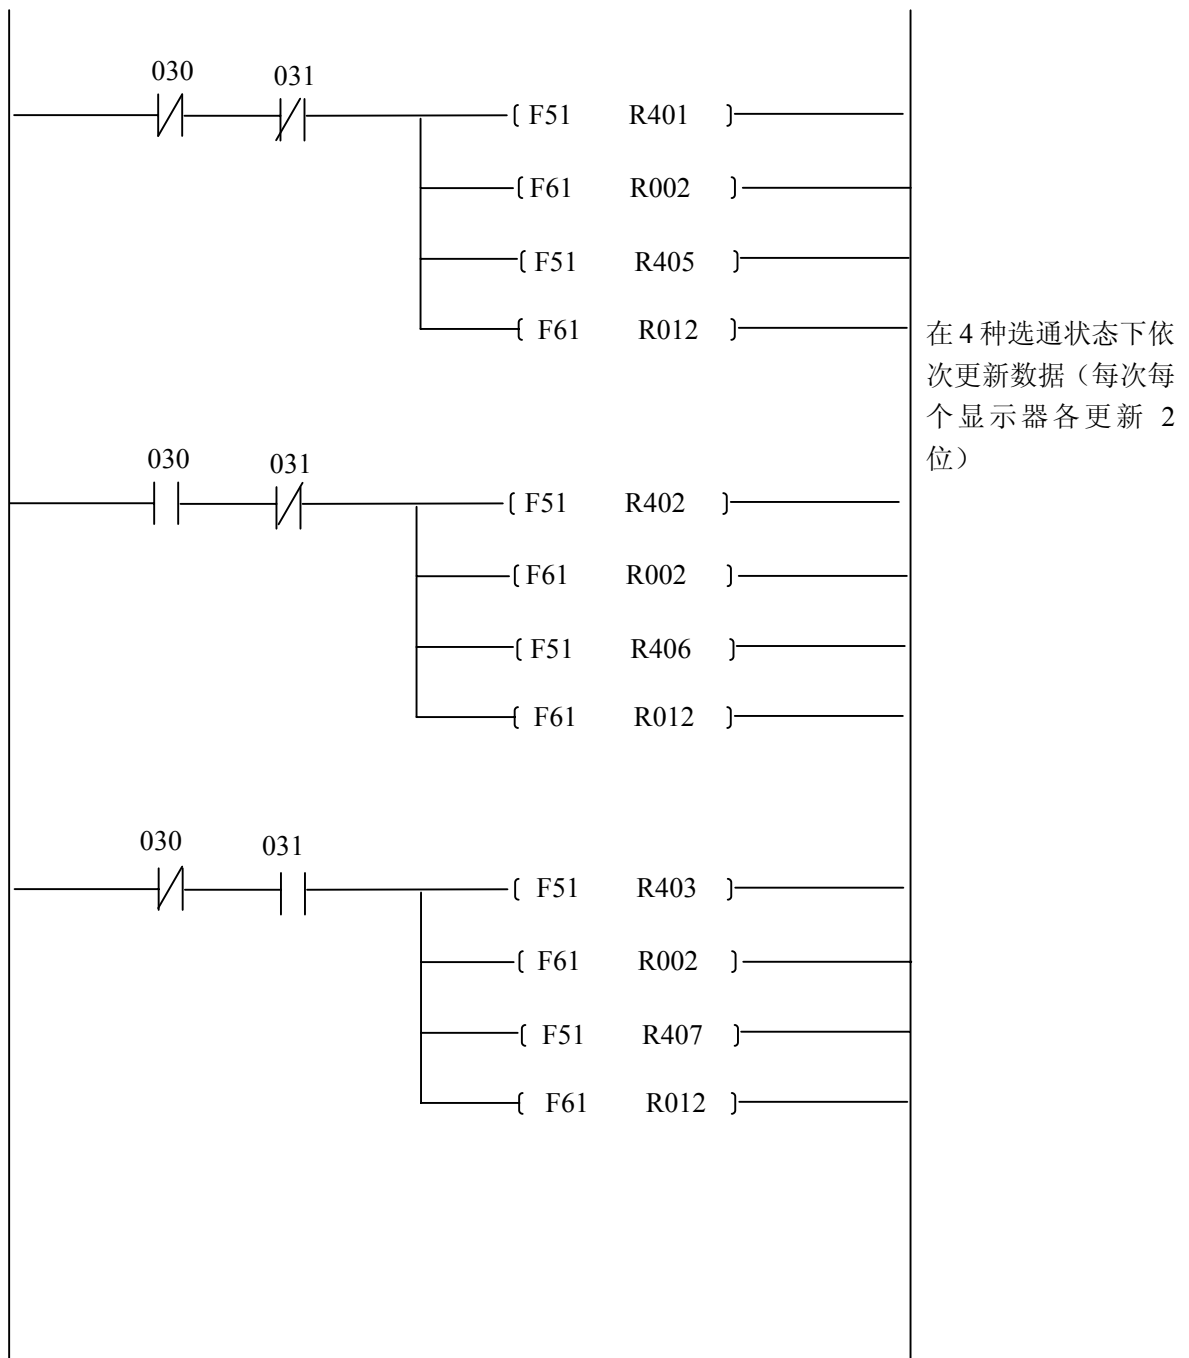 030 031
〔 F51 R401 〕
〔 F61 R002 〕
〔 F51 R405 〕
〔 F61 R012 〕
在 4 种选通状态下依
次更新数据（每次每
个显示器各更新 2
位）
030 031
〔 F51 R402 〕
〔 F61 R002 〕
〔 F51 R406 〕
〔 F61 R012 〕
030 031
〔 F51 R403 〕
〔 F61 R002 〕
〔 F51 R407 〕
〔 F61 R012 〕